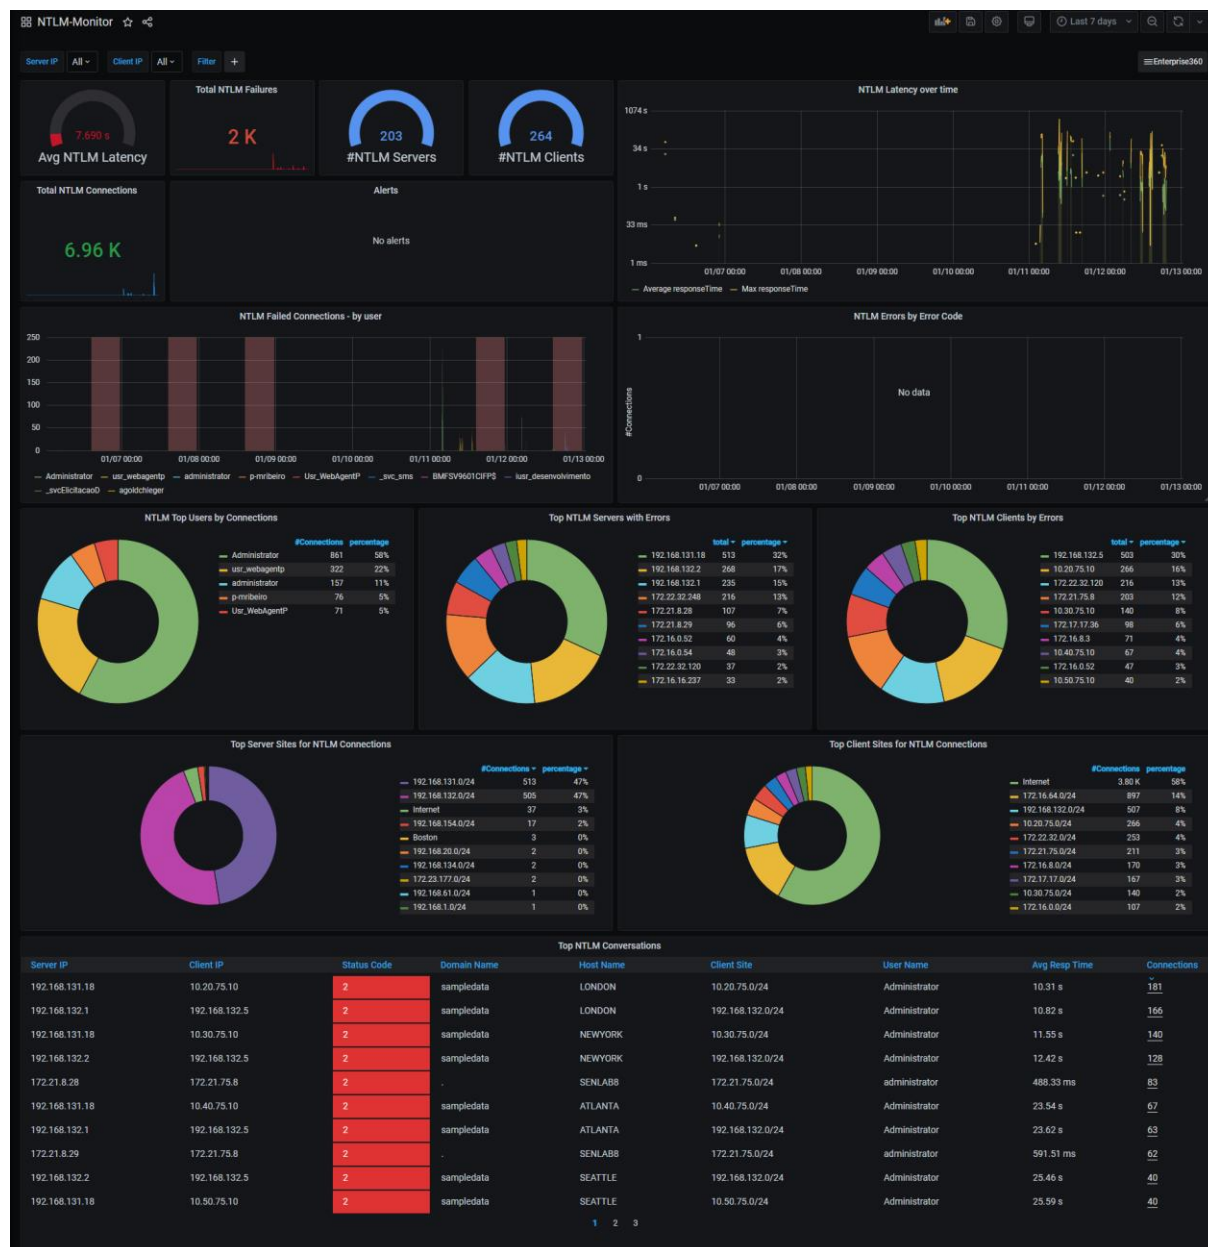 NTLM-Monitor
Last 7 days
Server IP All Client IP All Filter +
Enterprise360
7.690 s
Avg NTLM Latency
Total NTLM Failures
2 K
203
#NTLM Servers
264
#NTLM Clients
Total NTLM Connections
6.96 K
Alerts
No alerts
NTLM Latency over time
1074 s
34 s
1 s
33 ms
1 ms
01/07 00:00 01/08 00:00 01/09 00:00 01/10 00:00 01/11 00:00 01/12 00:00 01/13 00:00
Average responseTime Max responseTime
NTLM Failed Connections - by user
250
200
150
100
50
0
01/07 00:00 01/08 00:00 01/09 00:00 01/10 00:00 01/11 00:00 01/12 00:00 01/13 00:00
Administrator usr_webagentp administrator p-mribeiro Usr_WebAgentP _svc_sms BMFSV9601CIFP$ iusr_desenvolvimento
_svcElicitacaoD agoldchleger
NTLM Errors by Error Code
1
#Connections
No data
0
01/07 00:00 01/08 00:00 01/09 00:00 01/10 00:00 01/11 00:00 01/12 00:00 01/13 00:00
NTLM Top Users by Connections
#Connections percentage
Administrator 861 58%
usr_webagentp 322 22%
administrator 157 11%
p-mribeiro 76 5%
Usr_WebAgentP 71 5%
Top NTLM Servers with Errors
total percentage
192.168.131.18 513 32%
192.168.132.2 268 17%
192.168.132.1 235 15%
172.22.32.248 216 13%
172.21.8.28 107 7%
172.21.8.29 96 6%
172.16.0.52 60 4%
172.16.0.54 48 3%
172.22.32.120 37 2%
172.16.16.237 33 2%
Top NTLM Clients by Errors
total percentage
192.168.132.5 503 30%
10.20.75.10 266 16%
172.22.32.120 216 13%
172.21.75.8 203 12%
10.30.75.10 140 8%
172.17.17.36 98 6%
172.16.8.3 71 4%
10.40.75.10 67 4%
172.16.0.52 47 3%
10.50.75.10 40 2%
Top Server Sites for NTLM Connections
#Connections percentage
192.168.131.0/24 513 47%
192.168.132.0/24 505 47%
Internet 37 3%
192.168.154.0/24 17 2%
Boston 3 0%
192.168.20.0/24 2 0%
192.168.134.0/24 2 0%
172.23.177.0/24 2 0%
192.168.61.0/24 1 0%
192.168.1.0/24 1 0%
Top Client Sites for NTLM Connections
#Connections percentage
Internet 3.80 K 58%
172.16.64.0/24 897 14%
192.168.132.0/24 507 8%
10.20.75.0/24 266 4%
172.22.32.0/24 253 4%
172.21.75.0/24 211 3%
172.16.8.0/24 170 3%
172.17.17.0/24 167 3%
10.30.75.0/24 140 2%
172.16.0.0/24 107 2%
Top NTLM Conversations
Server IP Client IP Status Code Domain Name Host Name Client Site User Name Avg Resp Time Connections
192.168.131.18 10.20.75.10 2 sampledata LONDON 10.20.75.0/24 Administrator 10.31 s 181
192.168.132.1 192.168.132.5 2 sampledata LONDON 192.168.132.0/24 Administrator 10.82 s 166
192.168.131.18 10.30.75.10 2 sampledata NEWYORK 10.30.75.0/24 Administrator 11.55 s 140
192.168.132.2 192.168.132.5 2 sampledata NEWYORK 192.168.132.0/24 Administrator 12.42 s 128
172.21.8.28 172.21.75.8 2 . SENLAB8 172.21.75.0/24 administrator 488.33 ms 83
192.168.131.18 10.40.75.10 2 sampledata ATLANTA 10.40.75.0/24 Administrator 23.54 s 67
192.168.132.1 192.168.132.5 2 sampledata ATLANTA 192.168.132.0/24 Administrator 23.62 s 63
172.21.8.29 172.21.75.8 2 . SENLAB8 172.21.75.0/24 administrator 591.51 ms 62
192.168.132.2 192.168.132.5 2 sampledata SEATTLE 192.168.132.0/24 Administrator 25.46 s 40
192.168.131.18 10.50.75.10 2 sampledata SEATTLE 10.50.75.0/24 Administrator 25.59 s 40
1 2 3